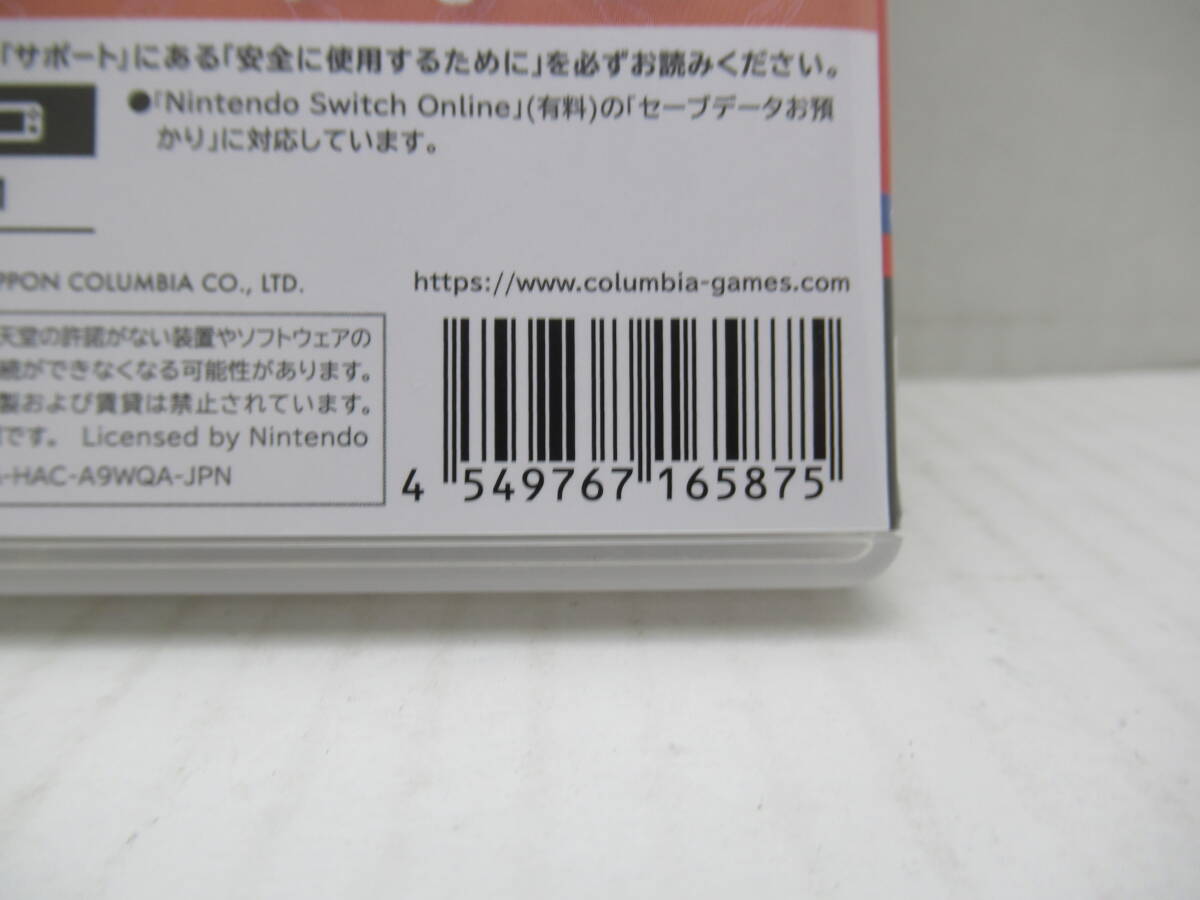 「サポート」にある「安全に使用するために」を必ずお読みください。
●「Nintendo Switch Online」(有料)の「セーブデータお預
かり」に対応しています。
PPON COLUMBIA CO., LTD.
https://www.columbia-games.com
天堂の許諾がない装置やソフトウェアの
続ができなくなる可能性があります。
製および賃貸は禁止されています。
です。 Licensed by Nintendo
-HAC-A9WQA-JPN
4 549767 165875